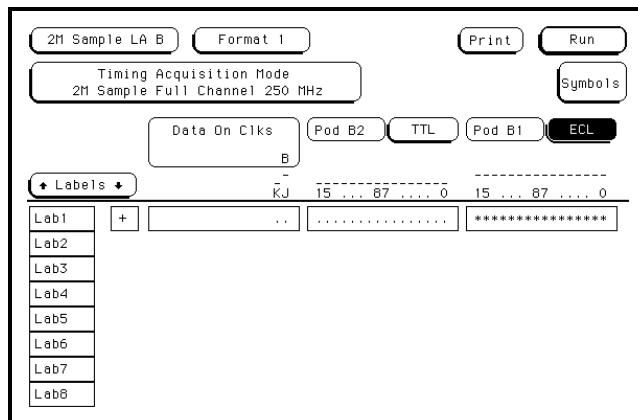 2M Sample LA B Format 1 Print Run
Timing Acquisition Mode
2M Sample Full Channel 250 MHz
Symbols
Data On Clks Pod B2 TTL Pod B1 ECL
B
Labels
KJ 15 ... 87 .... 0 15 ... 87 .... 0
Lab1 + .. ................ ****************
Lab2
Lab3
Lab4
Lab5
Lab6
Lab7
Lab8